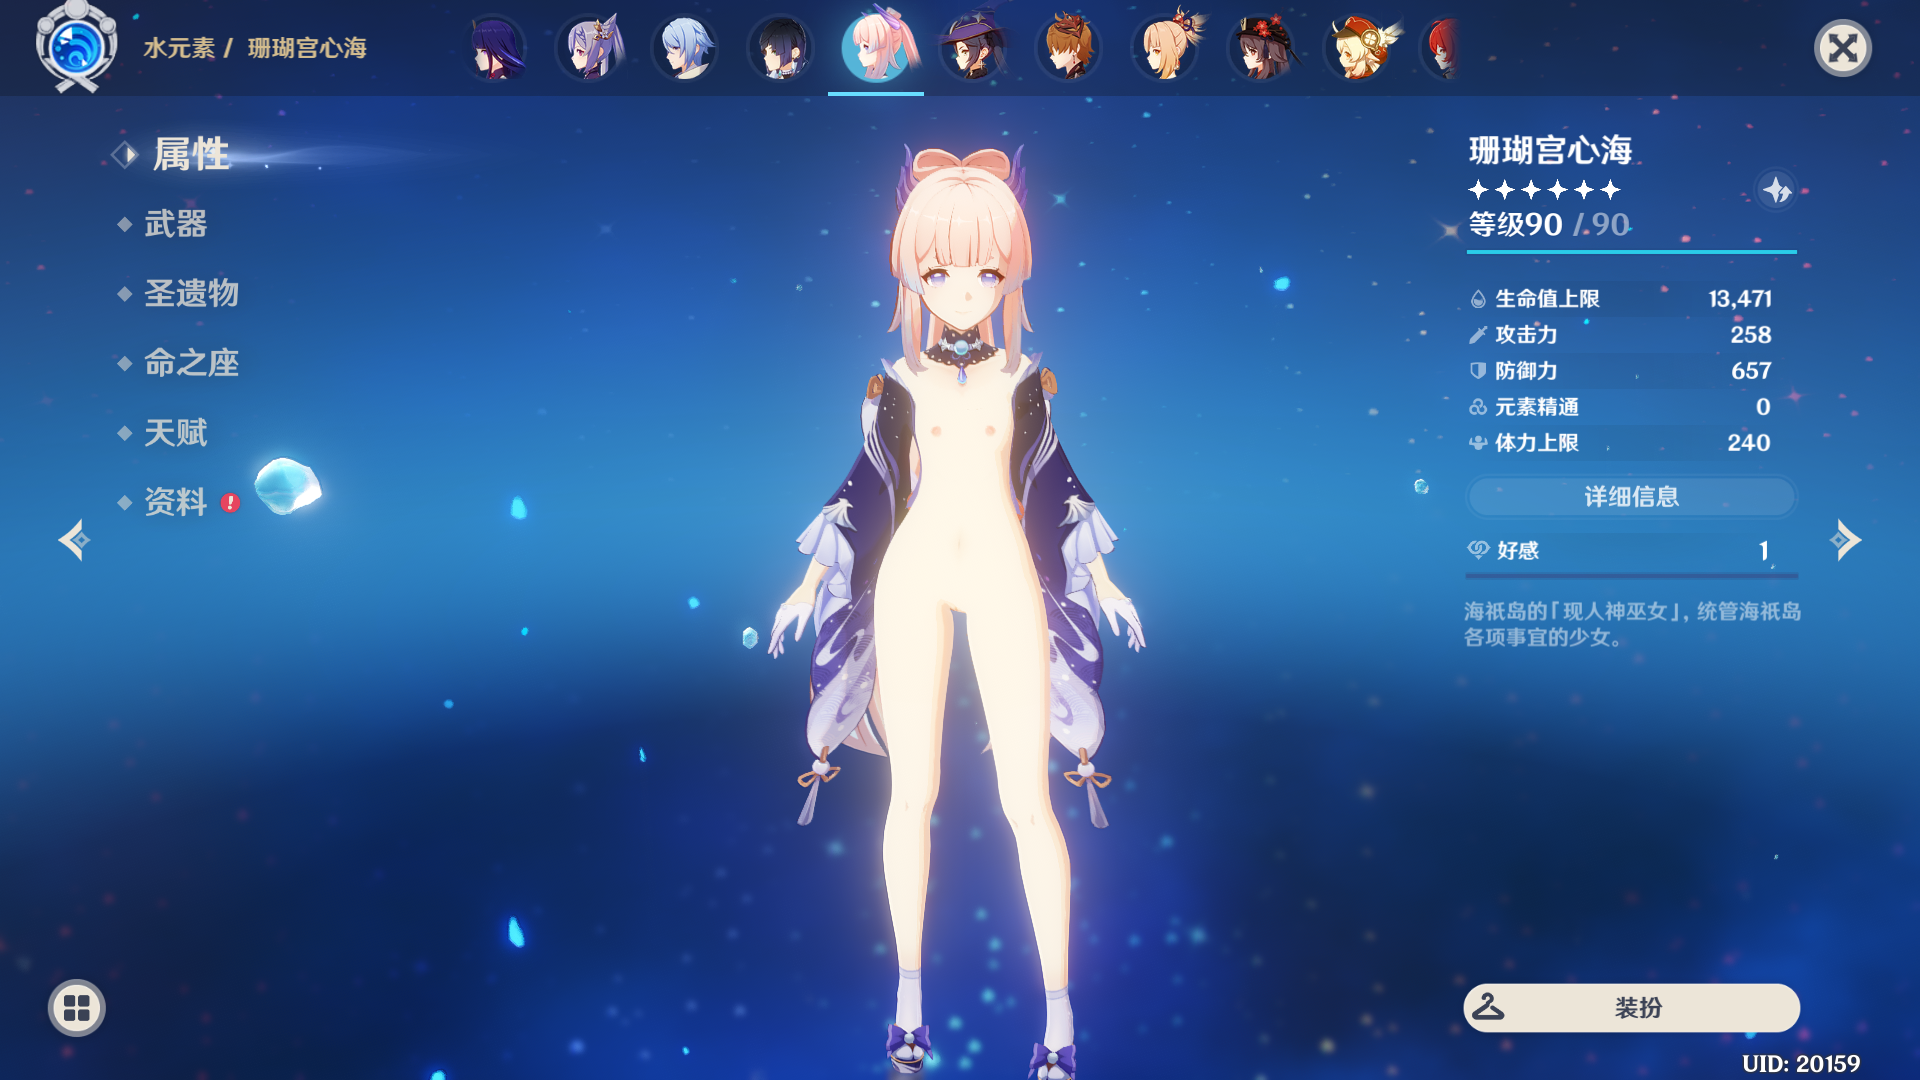 水元素 / 珊瑚宫心海
属性
武器
圣遗物
命之座
天赋
资料
珊瑚宫心海
等级90 / 90
生命值上限 13,471
攻击力 258
防御力 657
元素精通 0
体力上限 240
详细信息
好感 1
海祇岛的「现人神巫女」，统管海祇岛
各项事宜的少女。
装扮
UID: 20159